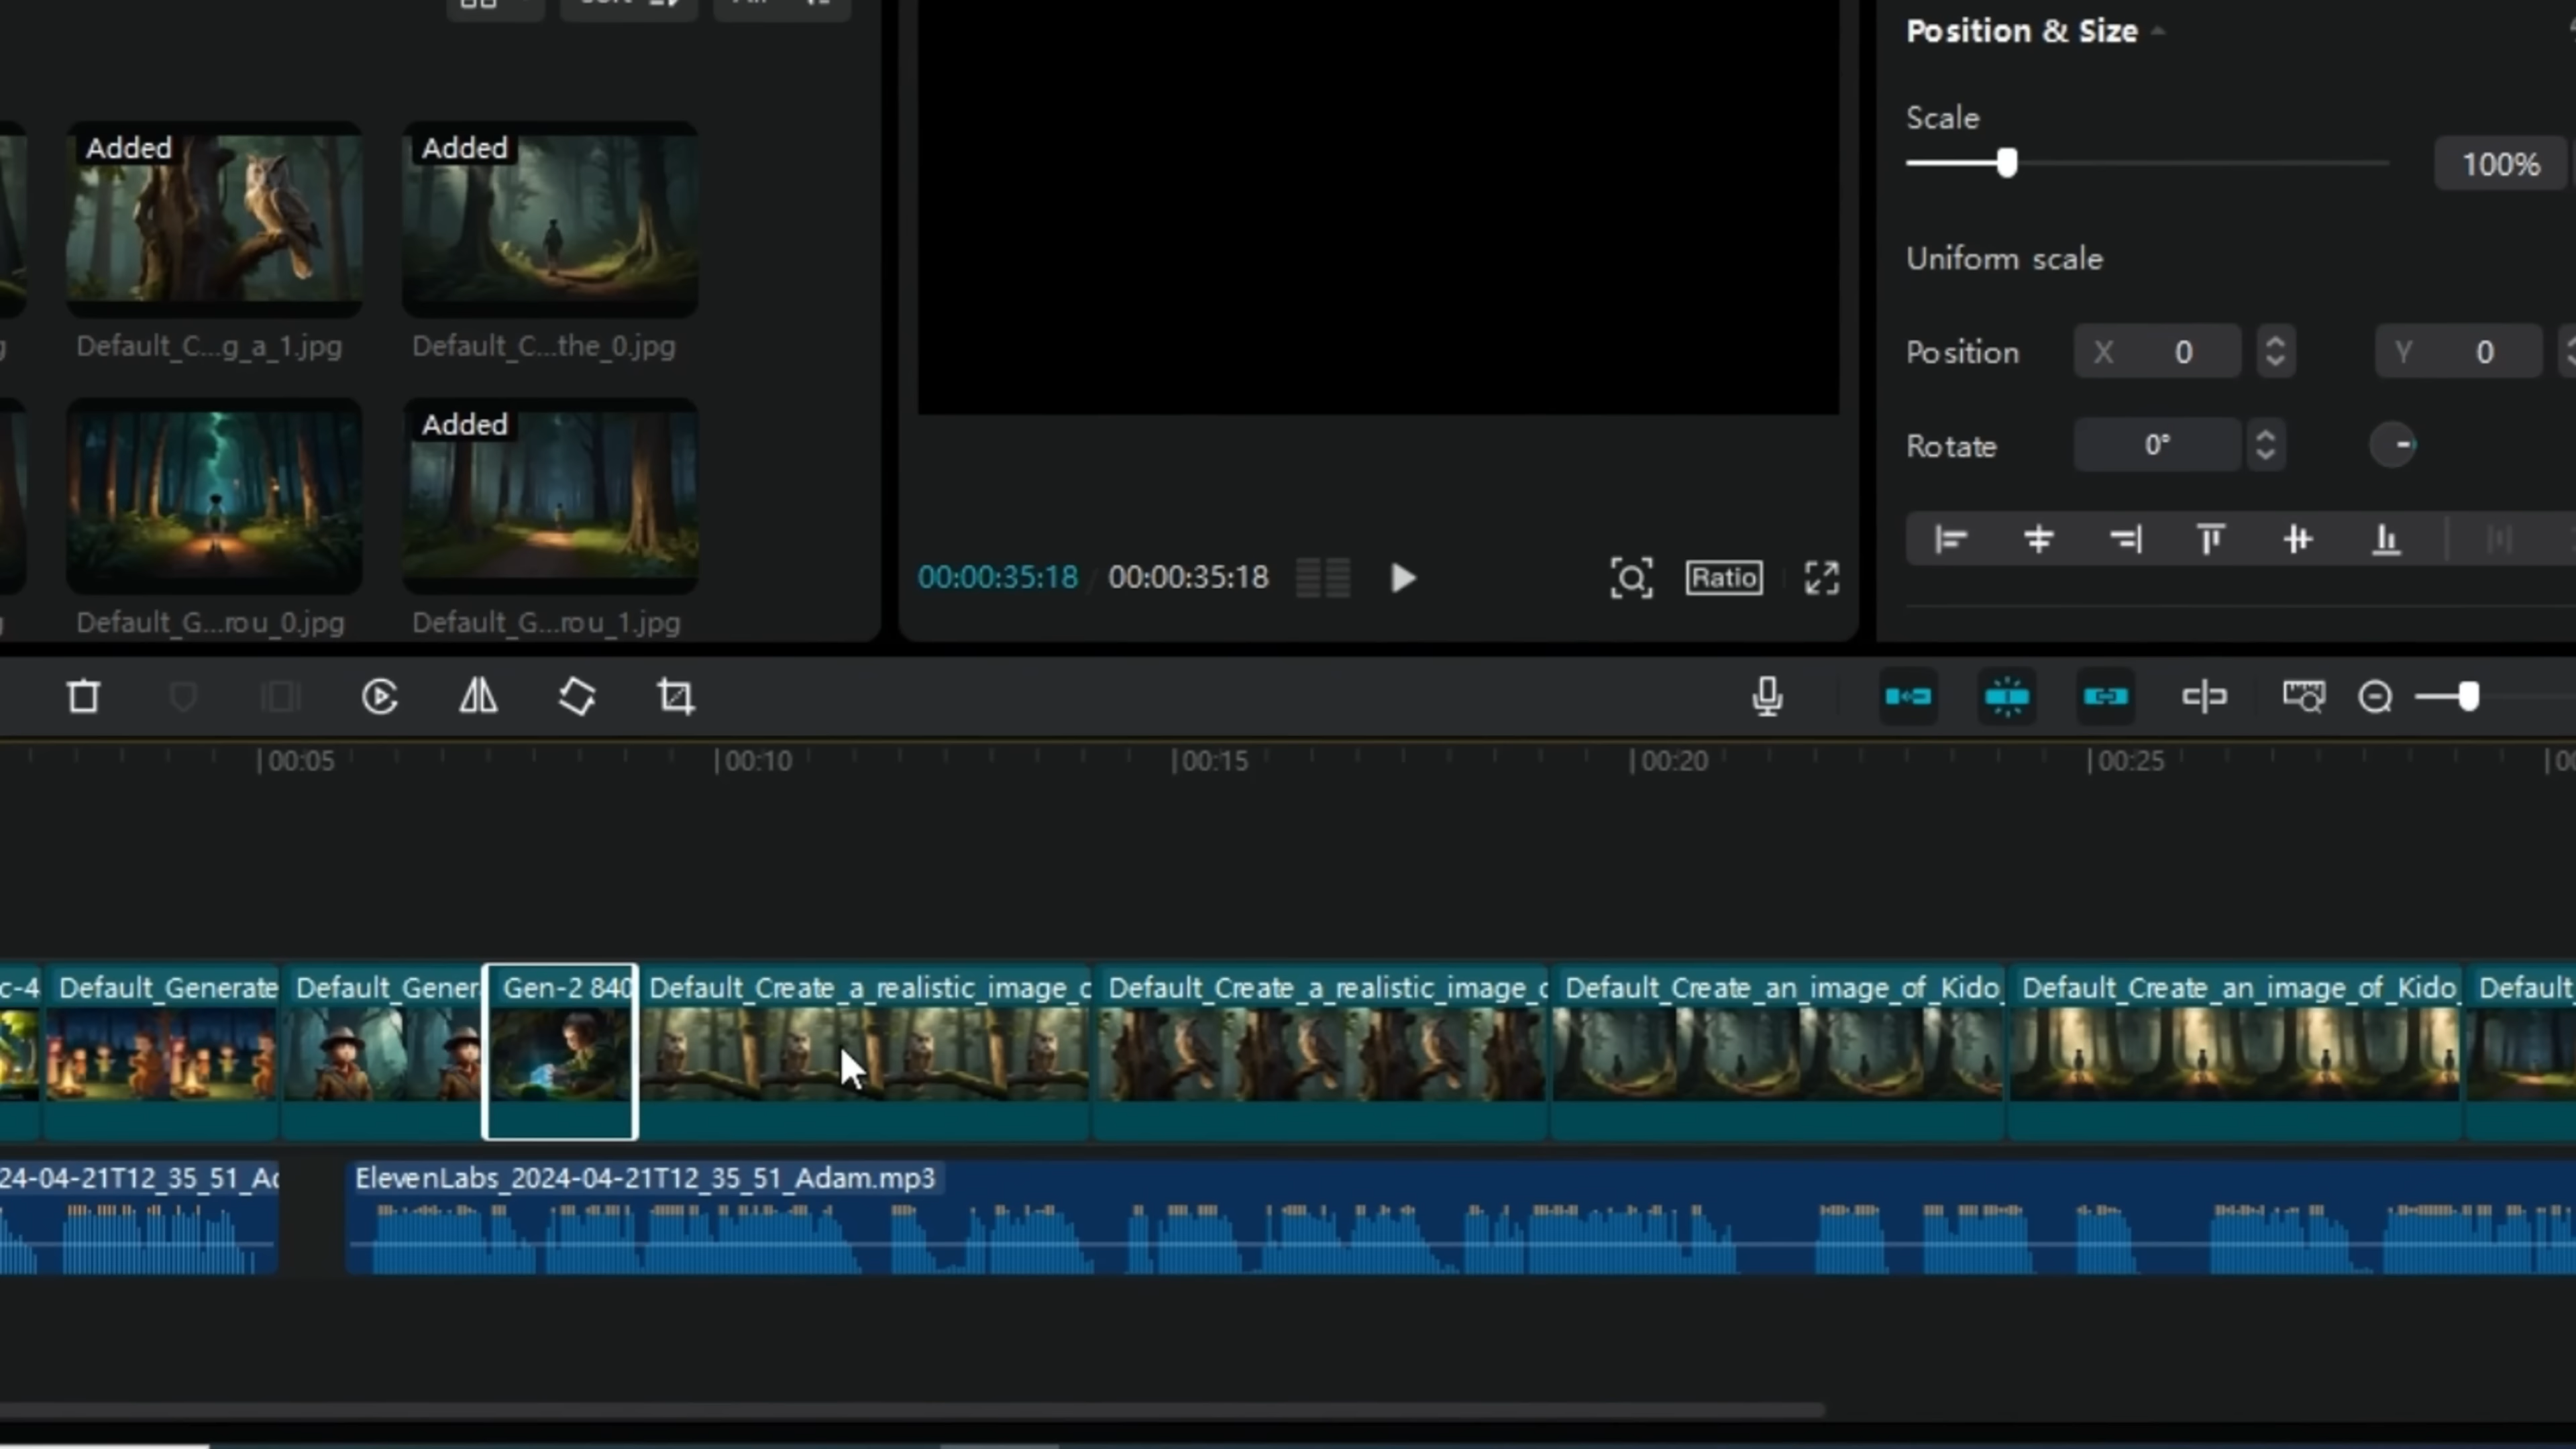 Position & Size
Scale
100%
Uniform scale
Position X 0 Y 0
Rotate 0°
Added
Added
Default_C...g_a_1.jpg
Default_C...the_0.jpg
Added
Default_G...rou_0.jpg
Default_G...rou_1.jpg
00:00:35:18 / 00:00:35:18
Ratio
00:05 00:10 00:15 00:20 00:25
c-4
Default_Generate
Default_Gener
Gen-2 840
Default_Create_a_realistic_image_c
Default_Create_a_realistic_image_c
Default_Create_an_image_of_Kido_
Default_Create_an_image_of_Kido_
Default
24-04-21T12_35_51_Ad
ElevenLabs_2024-04-21T12_35_51_Adam.mp3